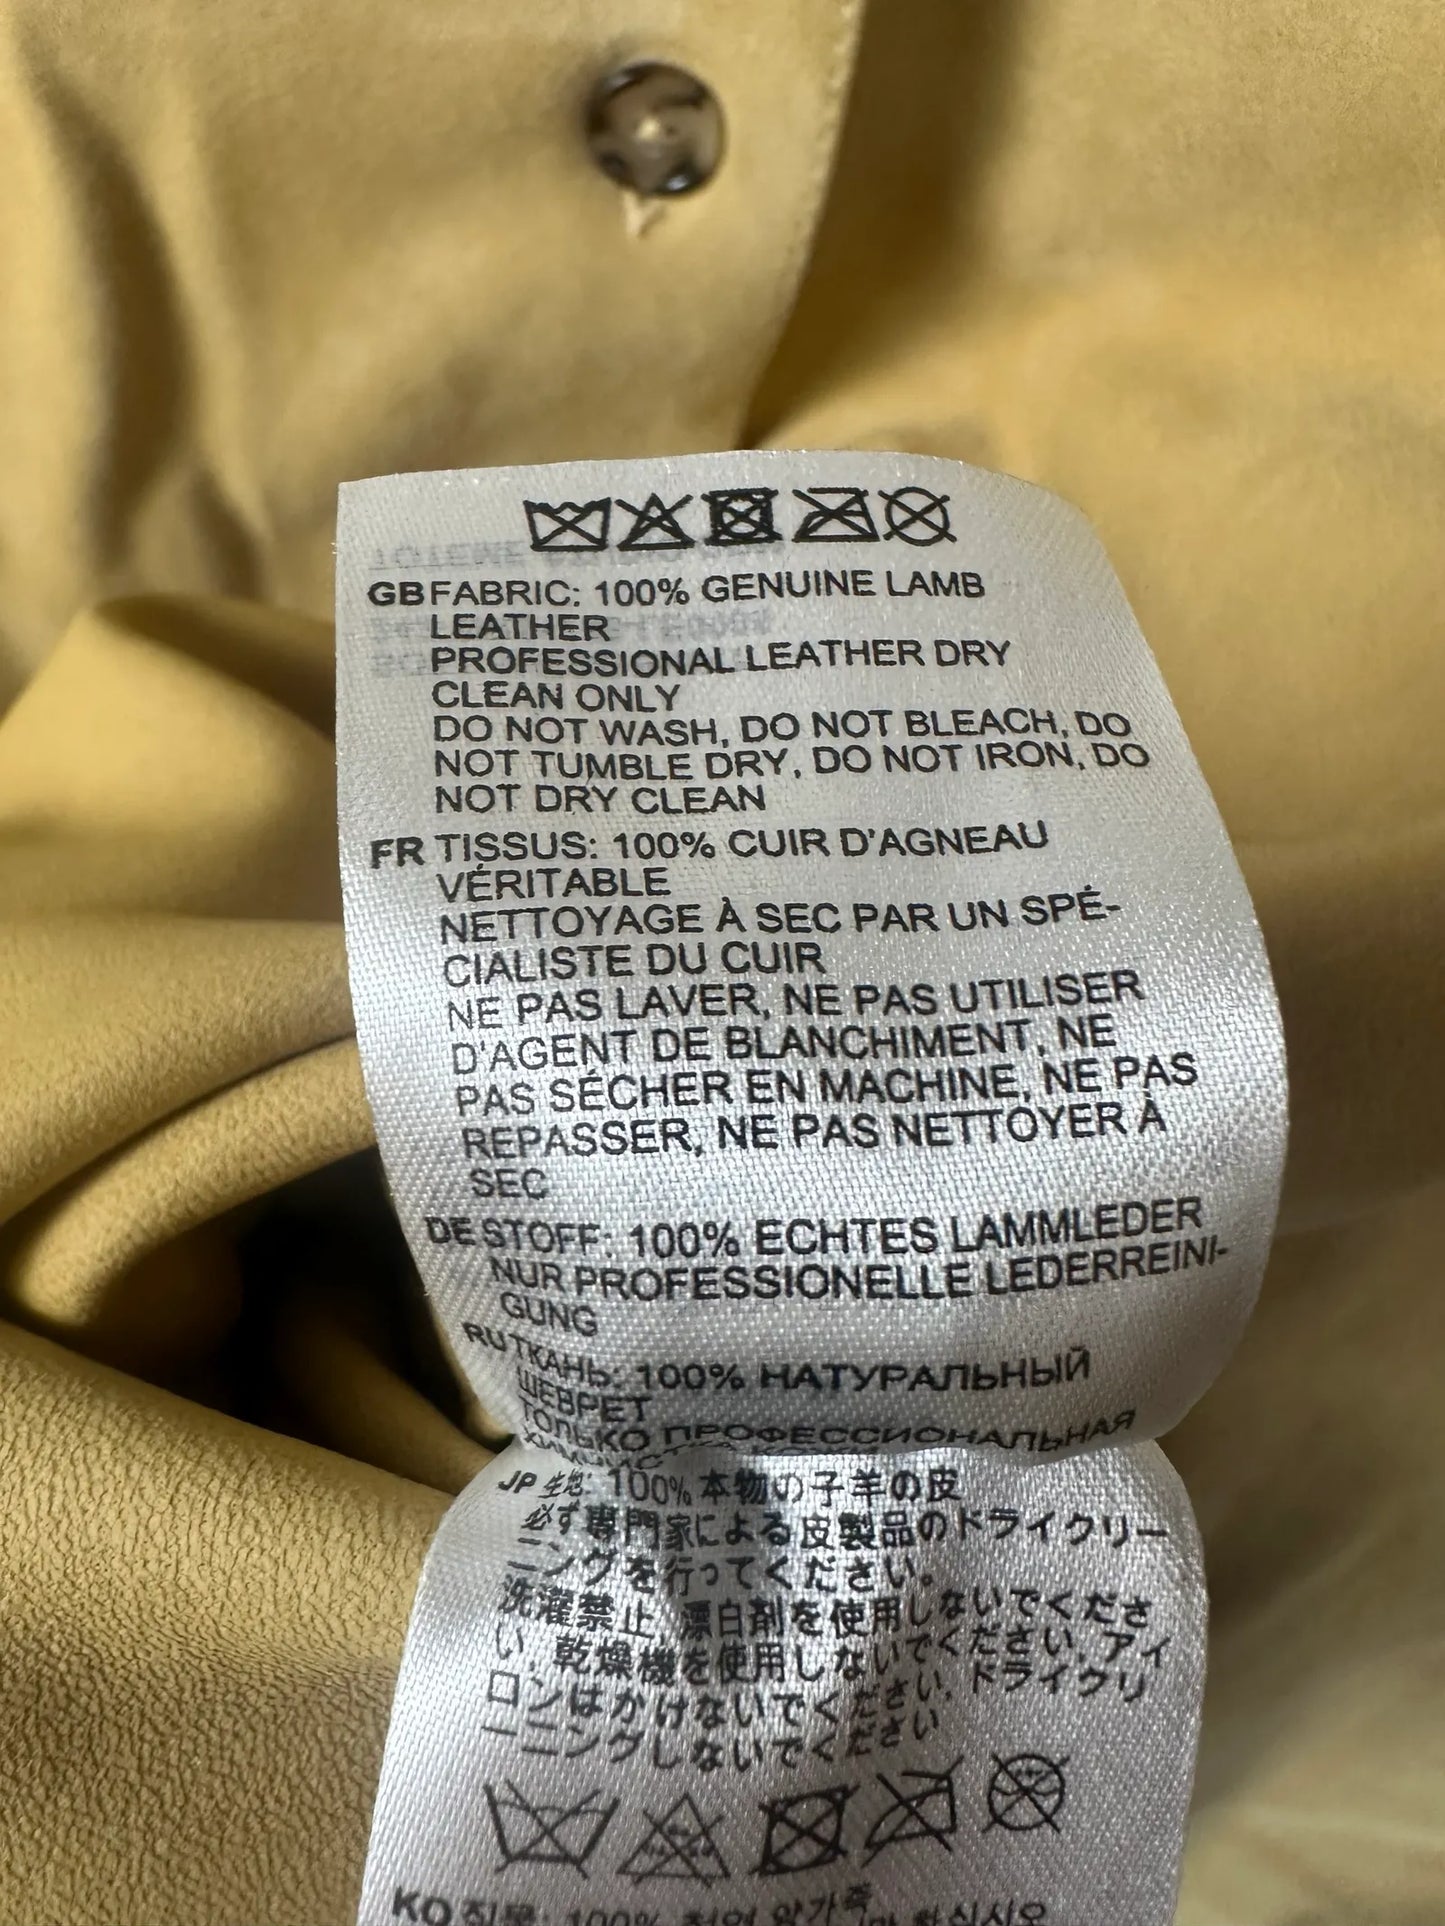 GB FABRIC: 100% GENUINE LAMB
LEATHER
PROFESSIONAL LEATHER DRY
CLEAN ONLY
DO NOT WASH, DO NOT BLEACH, DO
NOT TUMBLE DRY, DO NOT IRON, DO
NOT DRY CLEAN
FR TISSUS: 100% CUIR D'AGNEAU
VÉRITABLE
NETTOYAGE À SEC PAR UN SPÉ-
CIALISTE DU CUIR
NE PAS LAVER, NE PAS UTILISER
D'AGENT DE BLANCHIMENT, NE
PAS SÉCHER EN MACHINE, NE PAS
REPASSER, NE PAS NETTOYER À
SEC
DE STOFF: 100% ECHTES LAMMLEDER
NUR PROFESSIONELLE LEDERREINI-
GUNG
RU ТКАНЬ: 100% НАТУРАЛЬНЫЙ
ШЕВРЕТ
ТОЛЬКО ПРОФЕССИОНАЛЬНАЯ
JP 生地: 100%本物の子羊の皮
必ず専門家による皮製品のドライクリー
ニングを行ってください。
洗濯禁止, 漂白剤を使用しないでくださ
い, 乾燥機を使用しないでください, アイ
ロンはかけないでください, ドライクリ
ーニングしないでください
KO 직물: 100%